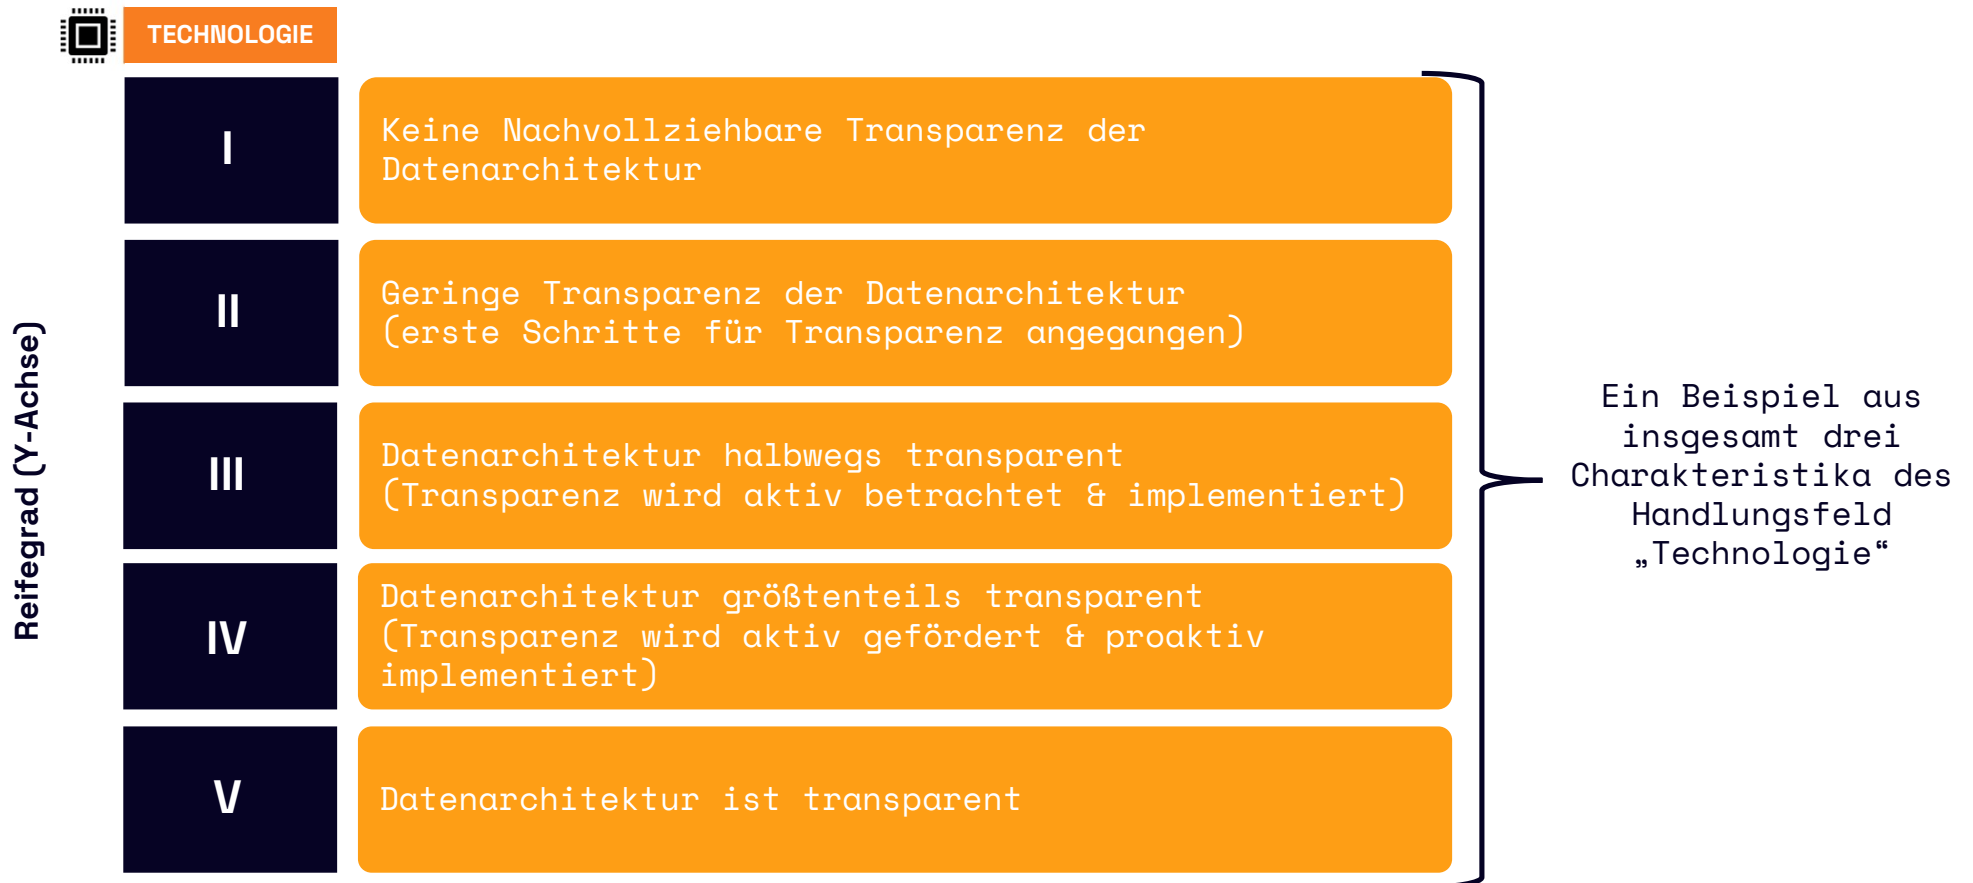 TECHNOLOGIE
Reifegrad (Y-Achse)
I
Keine Nachvollziehbare Transparenz der
Datenarchitektur
II
Geringe Transparenz der Datenarchitektur
(erste Schritte für Transparenz angegangen)
III
Datenarchitektur halbwegs transparent
(Transparenz wird aktiv betrachtet & implementiert)
IV
Datenarchitektur größtenteils transparent
(Transparenz wird aktiv gefördert & proaktiv
implementiert)
V
Datenarchitektur ist transparent
Ein Beispiel aus
insgesamt drei
Charakteristika des
Handlungsfeld
„Technologie“